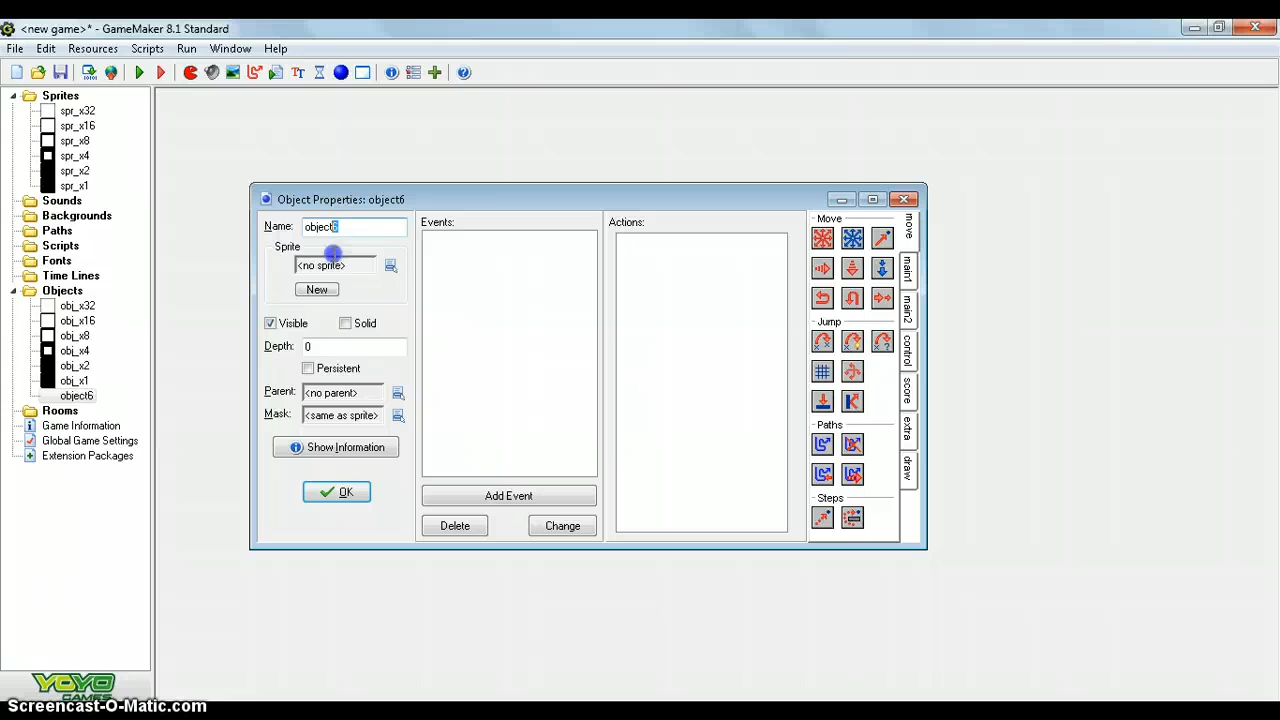 <new game>* - GameMaker 8.1 Standard
File Edit Resources Scripts Run Window Help
Sprites
spr_x32
spr_x16
spr_x8
spr_x4
spr_x2
spr_x1
Sounds
Backgrounds
Paths
Scripts
Fonts
Time Lines
Objects
obj_x32
obj_x16
obj_x8
obj_x4
obj_x2
obj_x1
object6
Rooms
Game Information
Global Game Settings
Extension Packages
Object Properties: object6
Name: object6
Sprite
<no sprite>
New
Visible Solid
Depth: 0
Persistent
Parent: <no parent>
Mask: <same as sprite>
Show Information
OK
Events:
Add Event
Delete Change
Actions:
Move
Jump
Paths
Steps
move
main1
main2
control
score
extra
draw
YOYO
GAMES
Screencast-O-Matic.com